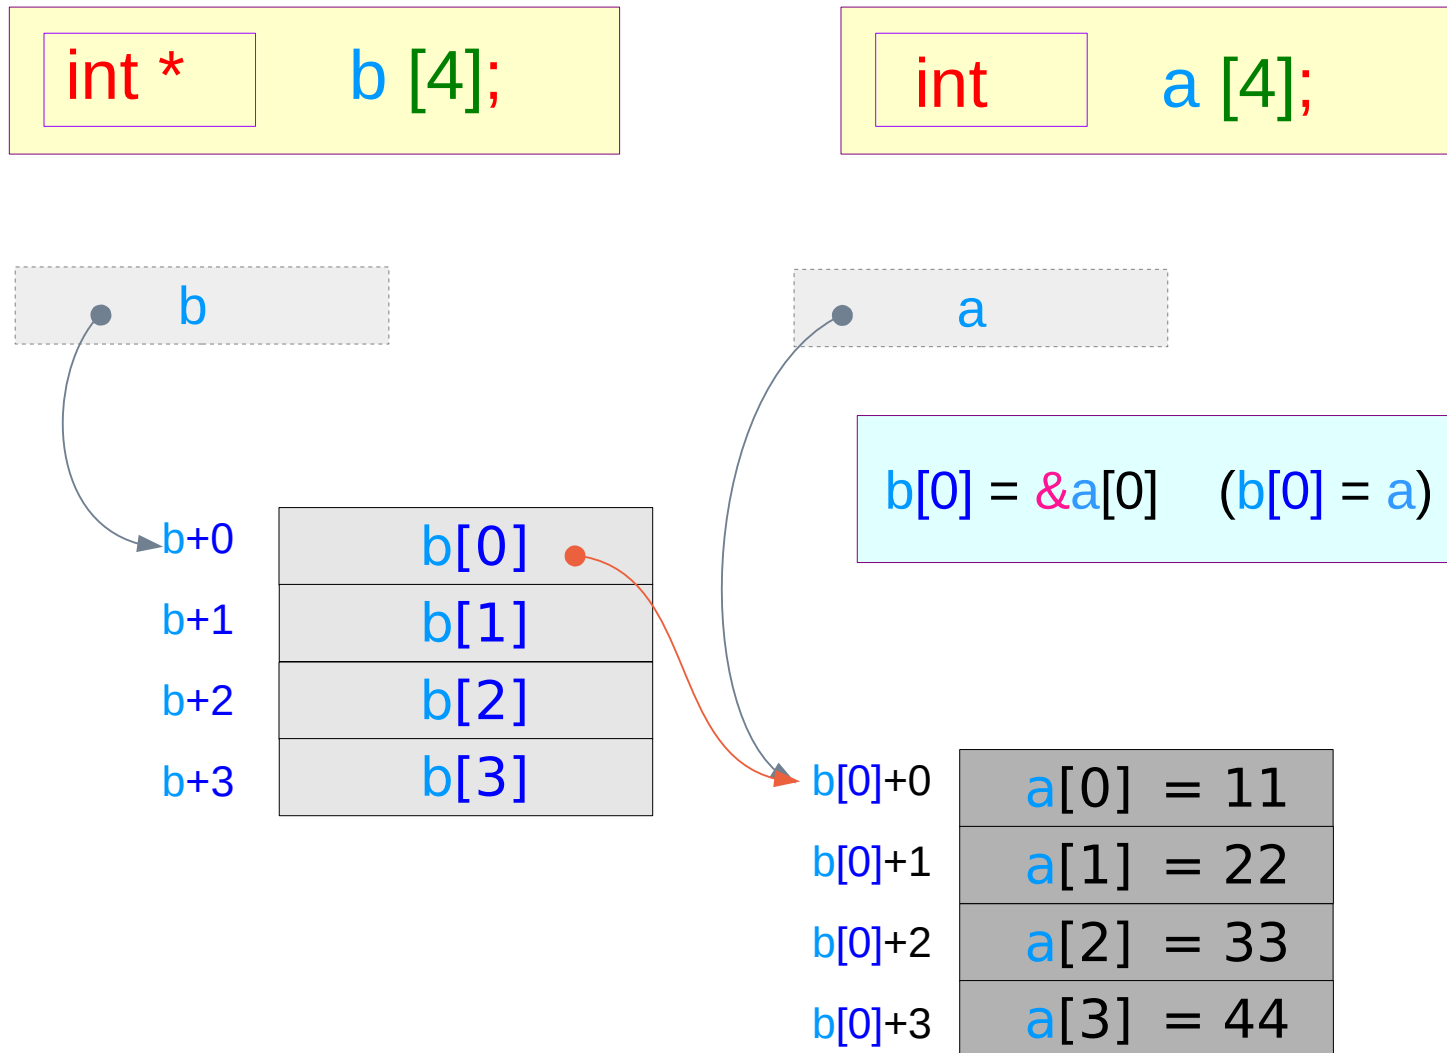 int * b [4];
int a [4];
b
a
b[0] = &a[0] (b[0] = a)
b+0 b[0]
b+1 b[1]
b+2 b[2]
b+3 b[3]
b[0]+0 a[0] = 11
b[0]+1 a[1] = 22
b[0]+2 a[2] = 33
b[0]+3 a[3] = 44